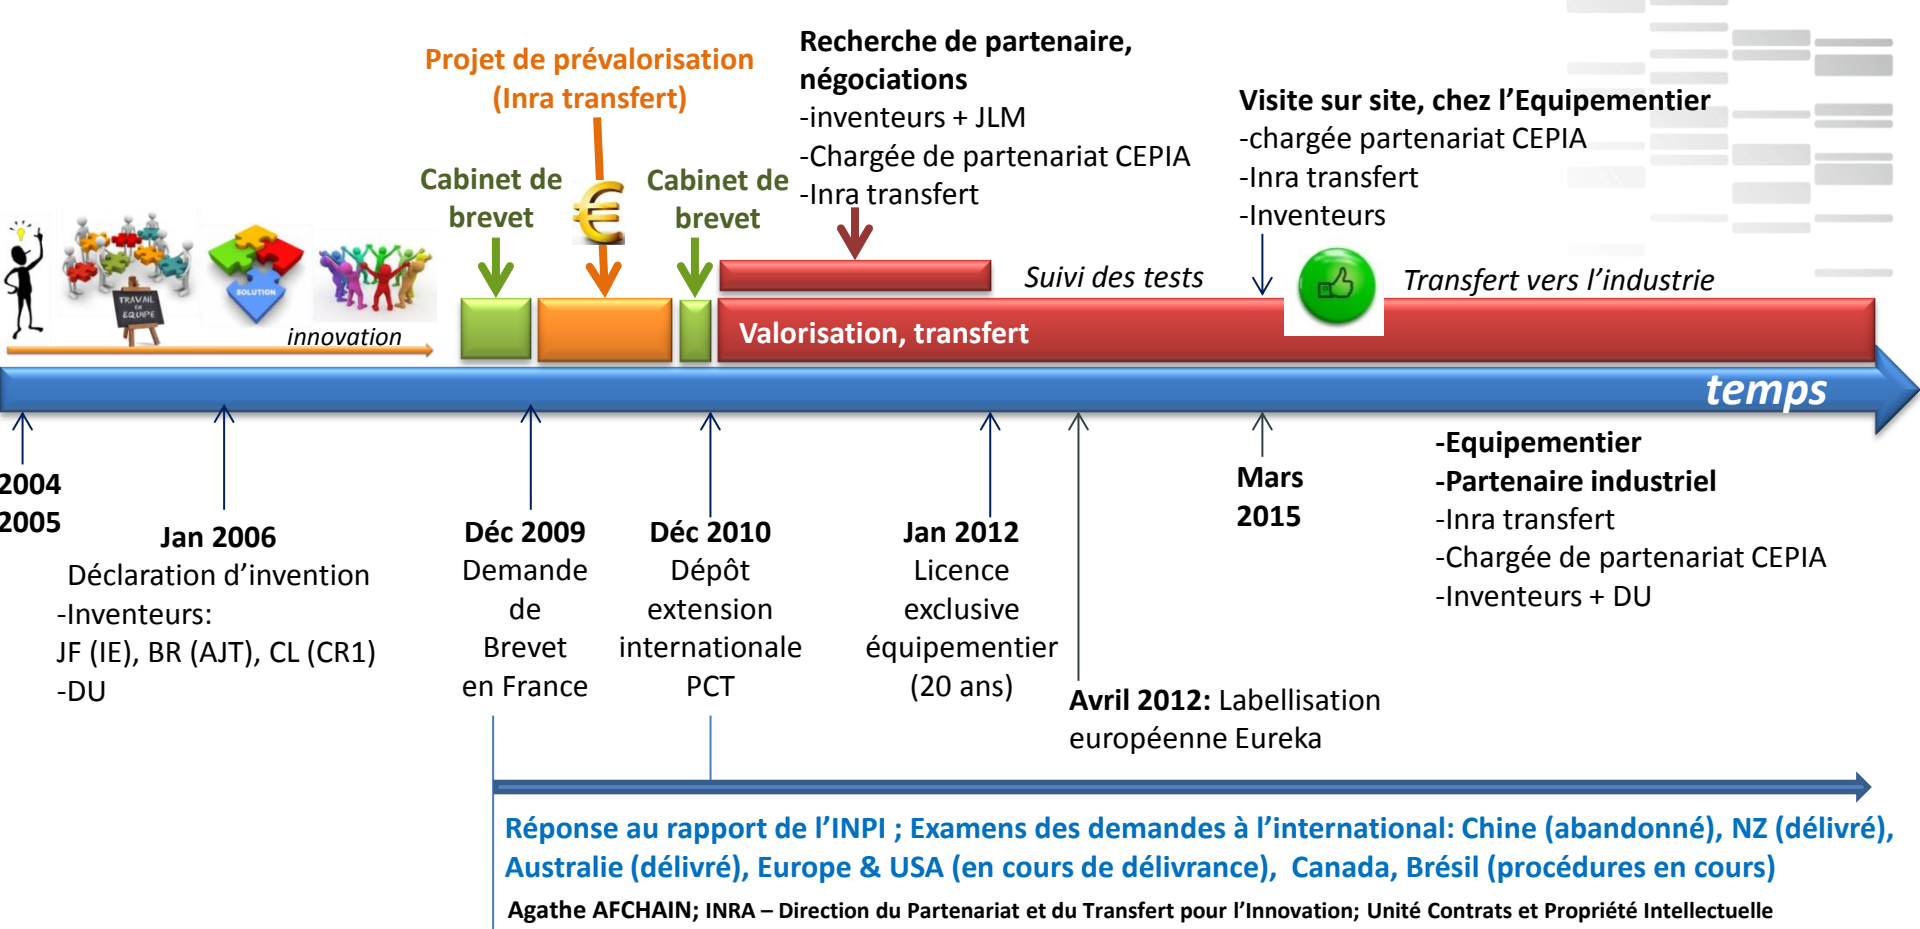 Projet de prévalorisation
(Inra transfert)
Recherche de partenaire,
négociations
-inventeurs + JLM
-Chargée de partenariat CEPIA
-Inra transfert
Visite sur site, chez l’Equipementier
-chargée partenariat CEPIA
-Inra transfert
-Inventeurs
Cabinet de
brevet
€
Cabinet de
brevet
TRAVAIL
EN
EQUIPE
SOLUTION
innovation
Suivi des tests
Transfert vers l’industrie
Valorisation, transfert
temps
2004
2005
Jan 2006
Déclaration d’invention
-Inventeurs:
JF (IE), BR (AJT), CL (CR1)
-DU
Déc 2009
Demande
de
Brevet
en France
Déc 2010
Dépôt
extension
internationale
PCT
Jan 2012
Licence
exclusive
équipementier
(20 ans)
Avril 2012: Labellisation
européenne Eureka
Mars
2015
-Equipementier
-Partenaire industriel
-Inra transfert
-Chargée de partenariat CEPIA
-Inventeurs + DU
Réponse au rapport de l’INPI ; Examens des demandes à l’international: Chine (abandonné), NZ (délivré),
Australie (délivré), Europe & USA (en cours de délivrance), Canada, Brésil (procédures en cours)
Agathe AFCHAIN; INRA – Direction du Partenariat et du Transfert pour l’Innovation; Unité Contrats et Propriété Intellectuelle